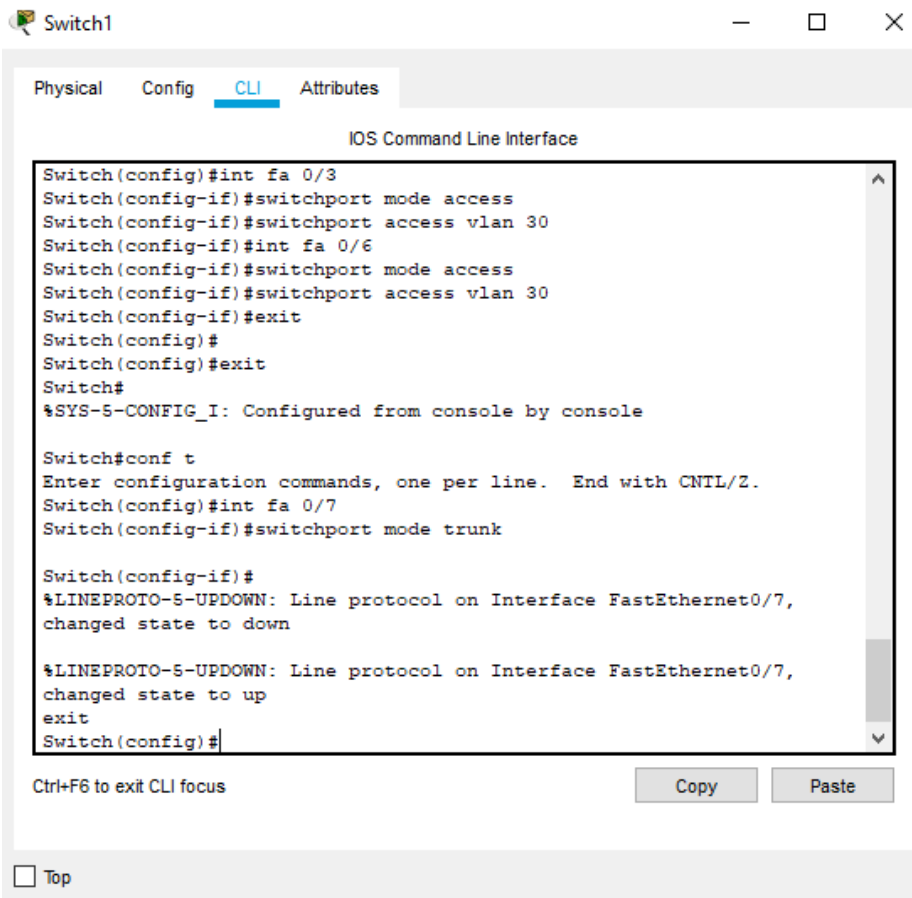 Switch1
Physical Config CLI Attributes
IOS Command Line Interface
Switch(config)#int fa 0/3
Switch(config-if)#switchport mode access
Switch(config-if)#switchport access vlan 30
Switch(config-if)#int fa 0/6
Switch(config-if)#switchport mode access
Switch(config-if)#switchport access vlan 30
Switch(config-if)#exit
Switch(config)#
Switch(config)#exit
Switch#
%SYS-5-CONFIG_I: Configured from console by console
Switch#conf t
Enter configuration commands, one per line.  End with CNTL/Z.
Switch(config)#int fa 0/7
Switch(config-if)#switchport mode trunk
Switch(config-if)#
%LINEPROTO-5-UPDOWN: Line protocol on Interface FastEthernet0/7,
changed state to down
%LINEPROTO-5-UPDOWN: Line protocol on Interface FastEthernet0/7,
changed state to up
exit
Switch(config)#
Ctrl+F6 to exit CLI focus
Copy Paste
Top